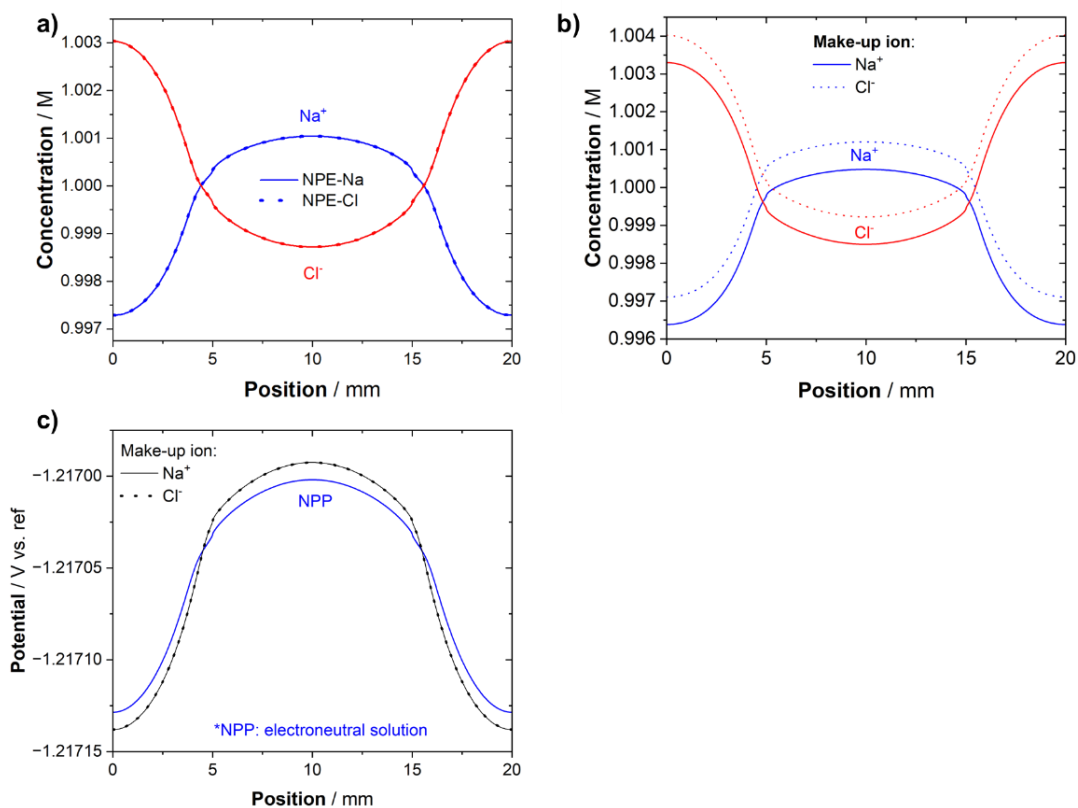 a)
Concentration / M
1.003
1.002
1.001
1.000
0.999
0.998
0.997
Na⁺
NPE-Na
NPE-Cl
Cl⁻
0 5 10 15 20
Position / mm
b)
Concentration / M
1.004
1.003
1.002
1.001
1.000
0.999
0.998
0.997
0.996
Make-up ion:
Na⁺
Cl⁻
Na⁺
Cl⁻
0 5 10 15 20
Position / mm
c)
Potential / V vs. ref
Make-up ion:
Na⁺
Cl⁻
−1.21700
−1.21705
−1.21710
−1.21715
NPP
*NPP: electroneutral solution
0 5 10 15 20
Position / mm